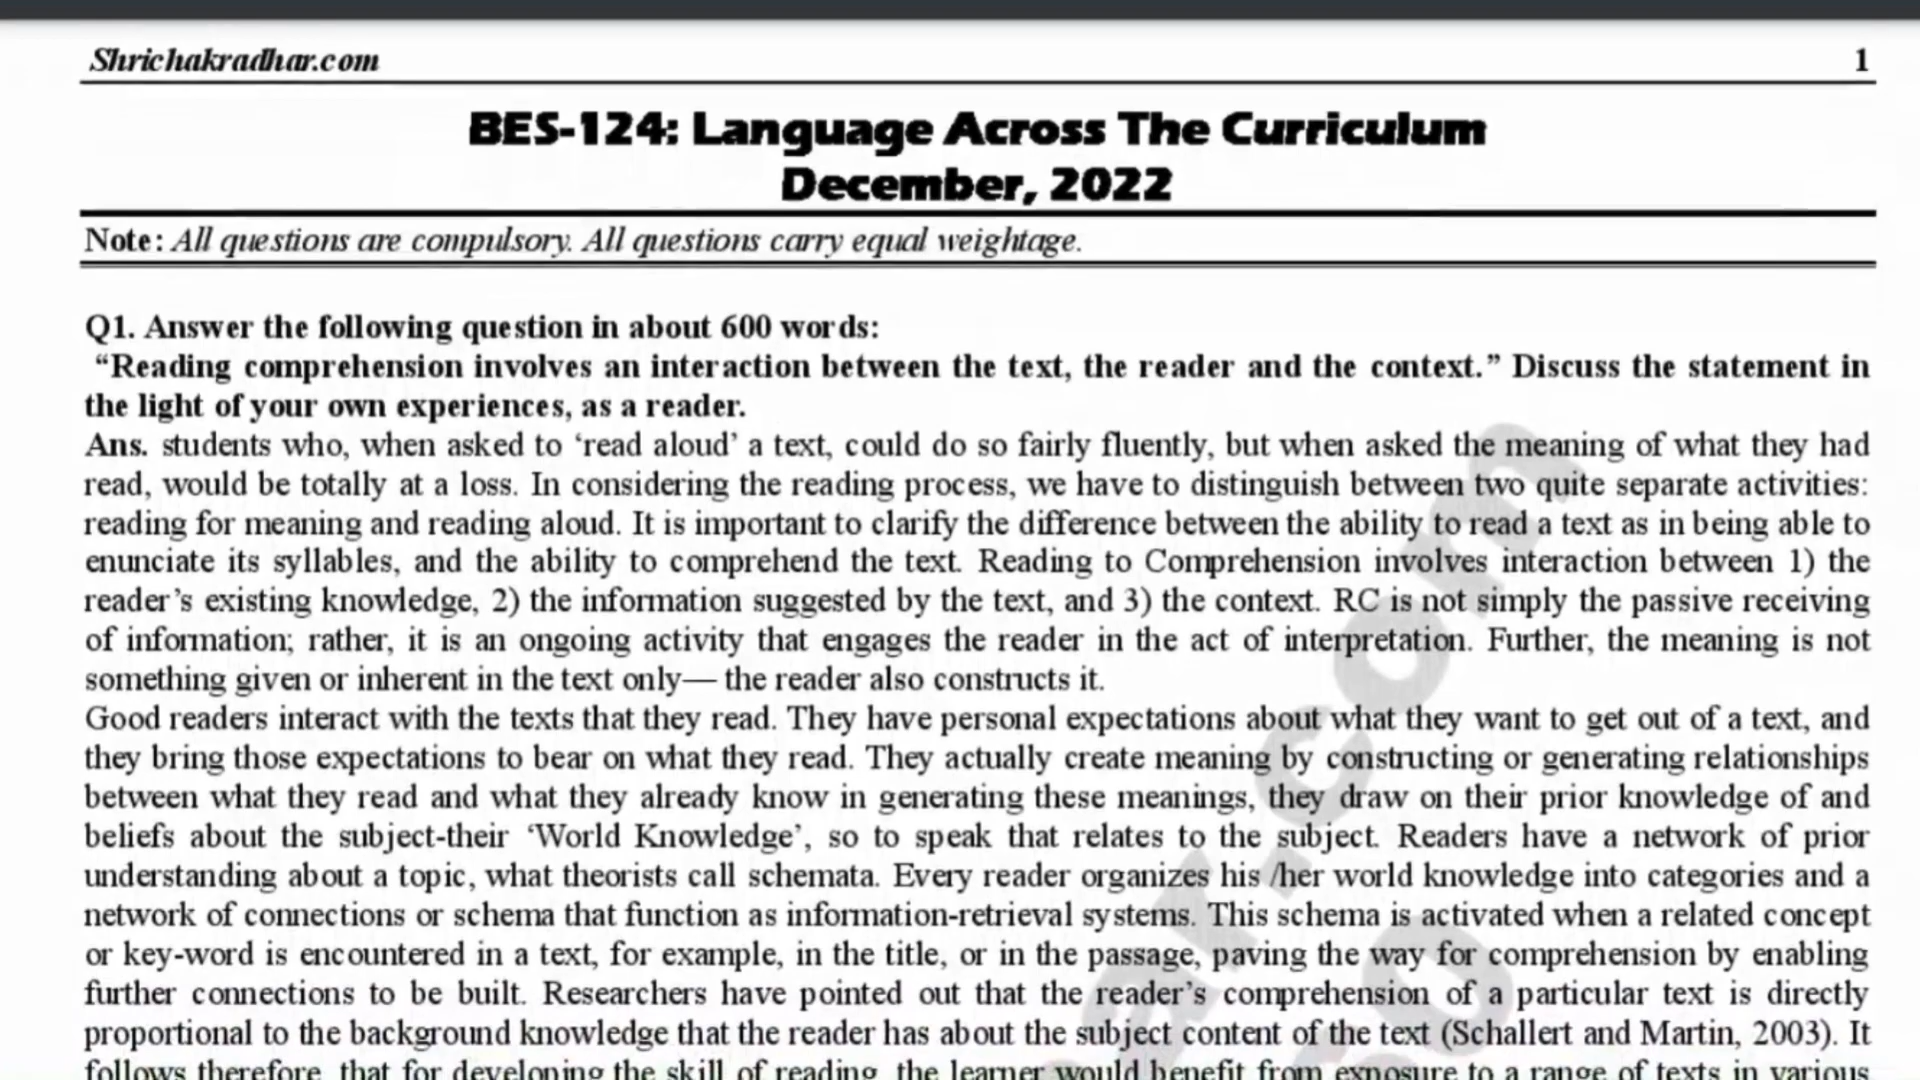 Shrichakradhar.com 1
BES-124: Language Across The Curriculum
December, 2022
Note: All questions are compulsory. All questions carry equal weightage.
Q1. Answer the following question in about 600 words:
“Reading comprehension involves an interaction between the text, the reader and the context.” Discuss the statement in
the light of your own experiences, as a reader.
Ans. students who, when asked to ‘read aloud’ a text, could do so fairly fluently, but when asked the meaning of what they had
read, would be totally at a loss. In considering the reading process, we have to distinguish between two quite separate activities:
reading for meaning and reading aloud. It is important to clarify the difference between the ability to read a text as in being able to
enunciate its syllables, and the ability to comprehend the text. Reading to Comprehension involves interaction between 1) the
reader’s existing knowledge, 2) the information suggested by the text, and 3) the context. RC is not simply the passive receiving
of information; rather, it is an ongoing activity that engages the reader in the act of interpretation. Further, the meaning is not
something given or inherent in the text only— the reader also constructs it.
Good readers interact with the texts that they read. They have personal expectations about what they want to get out of a text, and
they bring those expectations to bear on what they read. They actually create meaning by constructing or generating relationships
between what they read and what they already know in generating these meanings, they draw on their prior knowledge of and
beliefs about the subject-their ‘World Knowledge’, so to speak that relates to the subject. Readers have a network of prior
understanding about a topic, what theorists call schemata. Every reader organizes his /her world knowledge into categories and a
network of connections or schema that function as information-retrieval systems. This schema is activated when a related concept
or key-word is encountered in a text, for example, in the title, or in the passage, paving the way for comprehension by enabling
further connections to be built. Researchers have pointed out that the reader’s comprehension of a particular text is directly
proportional to the background knowledge that the reader has about the subject content of the text (Schallert and Martin, 2003). It
follows therefore, that for developing the skill of reading, the learner would benefit from exposure to a range of texts in various